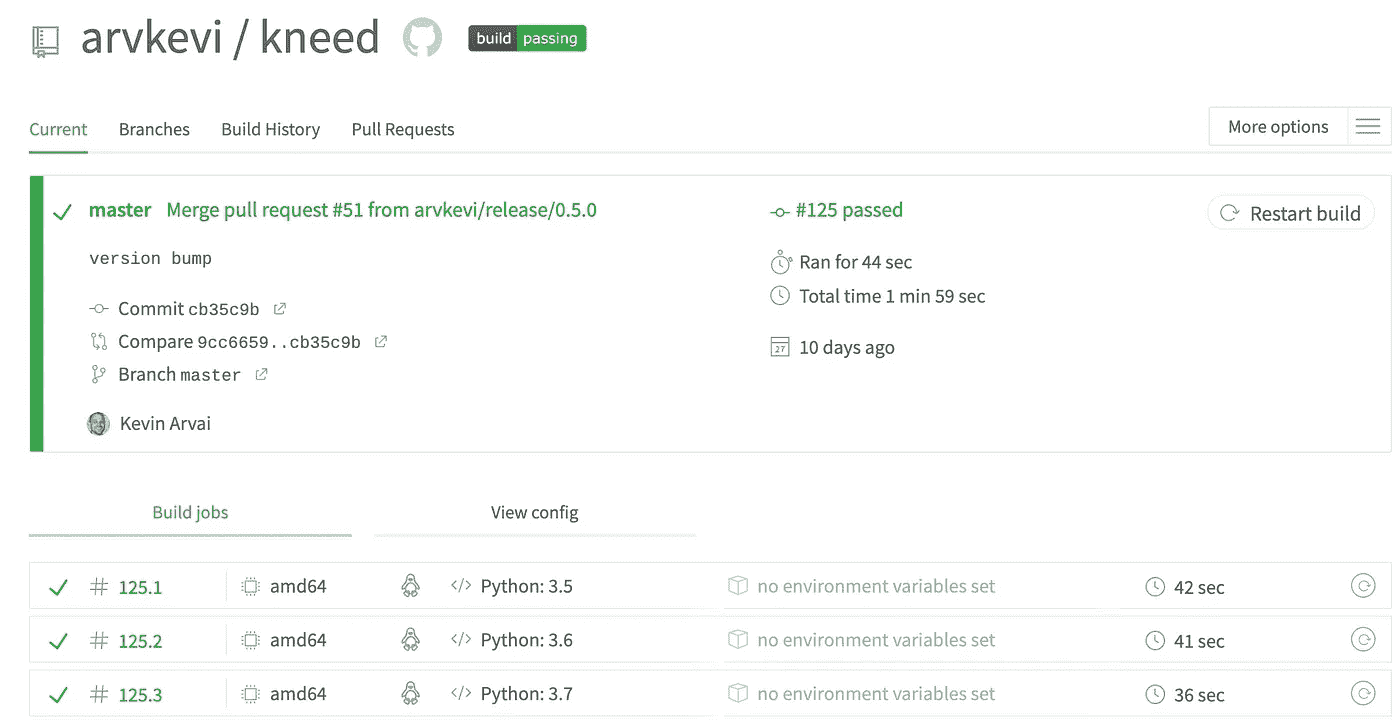 arvkevi / kneed build passing
Current Branches Build History Pull Requests More options
master Merge pull request #51 from arvkevi/release/0.5.0
#125 passed
Restart build
version bump
Ran for 44 sec
Total time 1 min 59 sec
Commit cb35c9b
Compare 9cc6659..cb35c9b
27 10 days ago
Branch master
Kevin Arvai
Build jobs View config
# 125.1 amd64 </> Python: 3.5 no environment variables set 42 sec
# 125.2 amd64 </> Python: 3.6 no environment variables set 41 sec
# 125.3 amd64 </> Python: 3.7 no environment variables set 36 sec